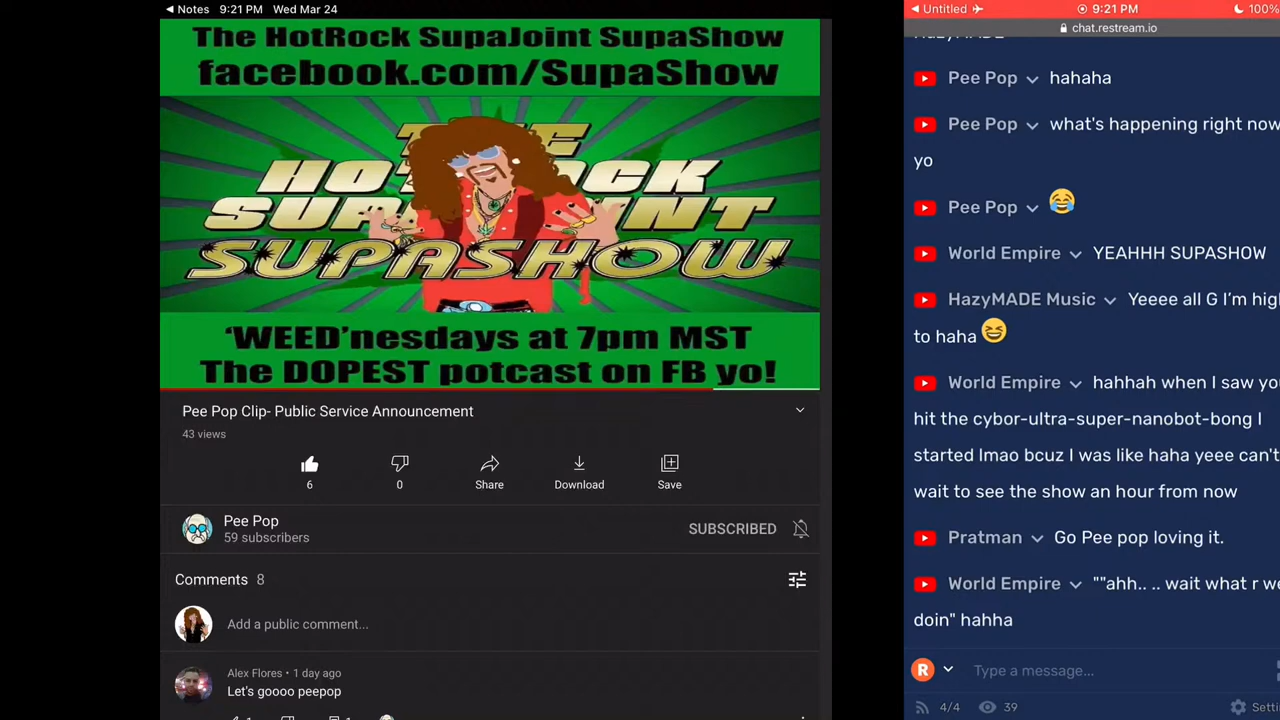 Notes 9:21 PM Wed Mar 24
The HotRock SupaJoint SupaShow
facebook.com/SupaShow
THE
HOTROCK
SUPAJOINT
SUPASHOW
‘WEED’nesdays at 7pm MST
The DOPEST potcast on FB yo!
Pee Pop Clip- Public Service Announcement
43 views
6
0
Share
Download
Save
Pee Pop
59 subscribers
SUBSCRIBED
Comments 8
Add a public comment...
Alex Flores • 1 day ago
Let's goooo peepop
Untitled 9:21 PM 100%
chat.restream.io
HazyMADE
Pee Pop hahaha
Pee Pop what's happening right now
yo
Pee Pop 😂
World Empire YEAHHH SUPASHOW
HazyMADE Music Yeeee all G I’m high
to haha 😆
World Empire hahhah when I saw you
hit the cybor-ultra-super-nanobot-bong I
started lmao bcuz I was like haha yeee can't
wait to see the show an hour from now
Pratman Go Pee pop loving it.
World Empire ""ahh.. .. wait what r we
doin" hahha
R Type a message...
4/4 39 Setti